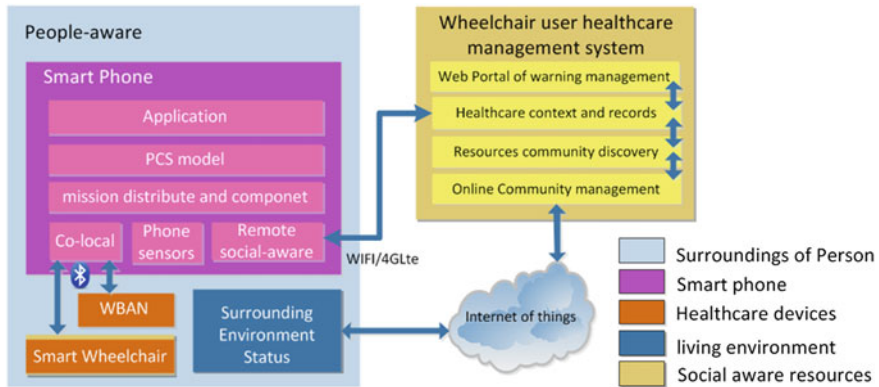 People-aware
Smart Phone
Application
PCS model
mission distribute and componet
Co-local
Phone
sensors
Remote
social-aware
WBAN
Smart Wheelchair
Surrounding
Environment
Status
WIFI/4GLte
Wheelchair user healthcare
management system
Web Portal of warning management
Healthcare context and records
Resources community discovery
Online Community management
Internet of things
Surroundings of Person
Smart phone
Healthcare devices
living environment
Social aware resources